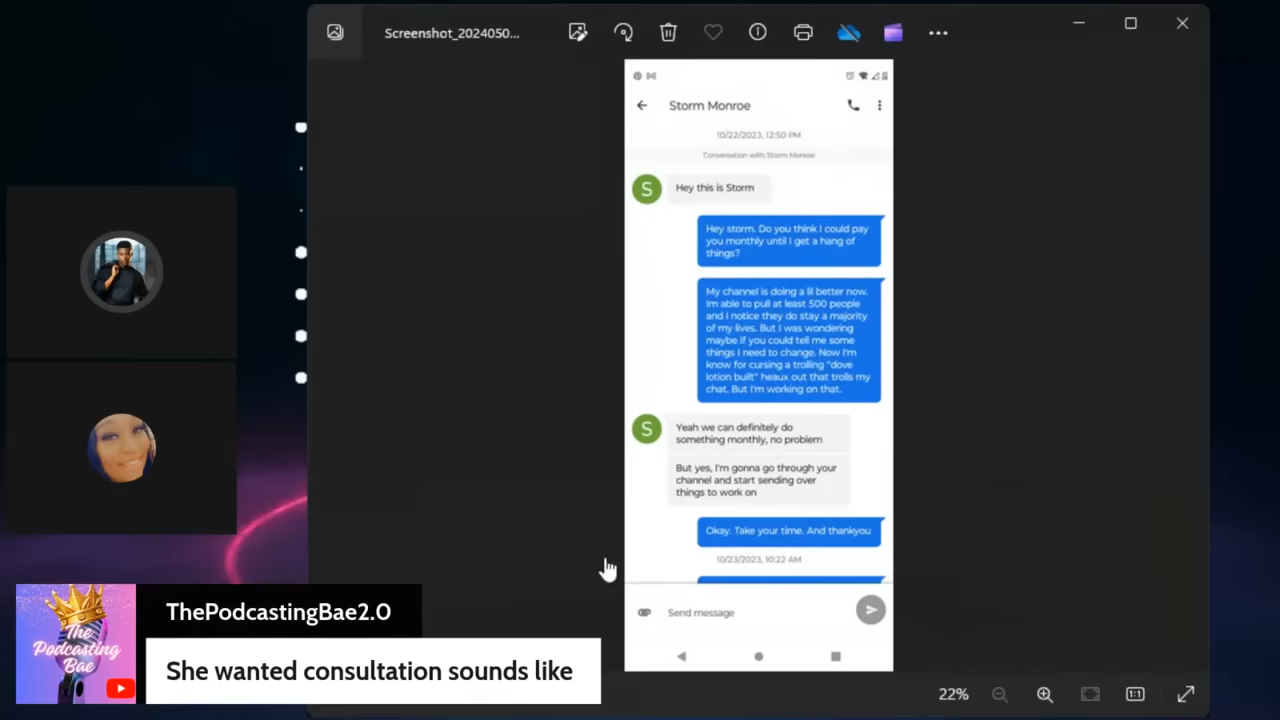 Screenshot_2024050...
Storm Monroe
10/22/2023, 12:50 PM
Conversation with Storm Monroe
S
Hey this is Storm
Hey storm. Do you think I could pay
you monthly until I get a hang of
things?
My channel is doing a lil better now.
Im able to pull at least 500 people
and I notice they do stay a majority
of my lives. But I was wondering
maybe if you could tell me some
things I need to change. Now I'm
know for cursing a trolling "dove
lotion built" heaux out that trolls my
chat. But I'm working on that.
S
Yeah we can definitely do
something monthly, no problem
But yes, I'm gonna go through your
channel and start sending over
things to work on
Okay. Take your time. And thankyou
10/23/2023, 10:22 AM
Send message
The
Podcasting
Bae
ThePodcastingBae2.0
She wanted consultation sounds like
22%
1:1